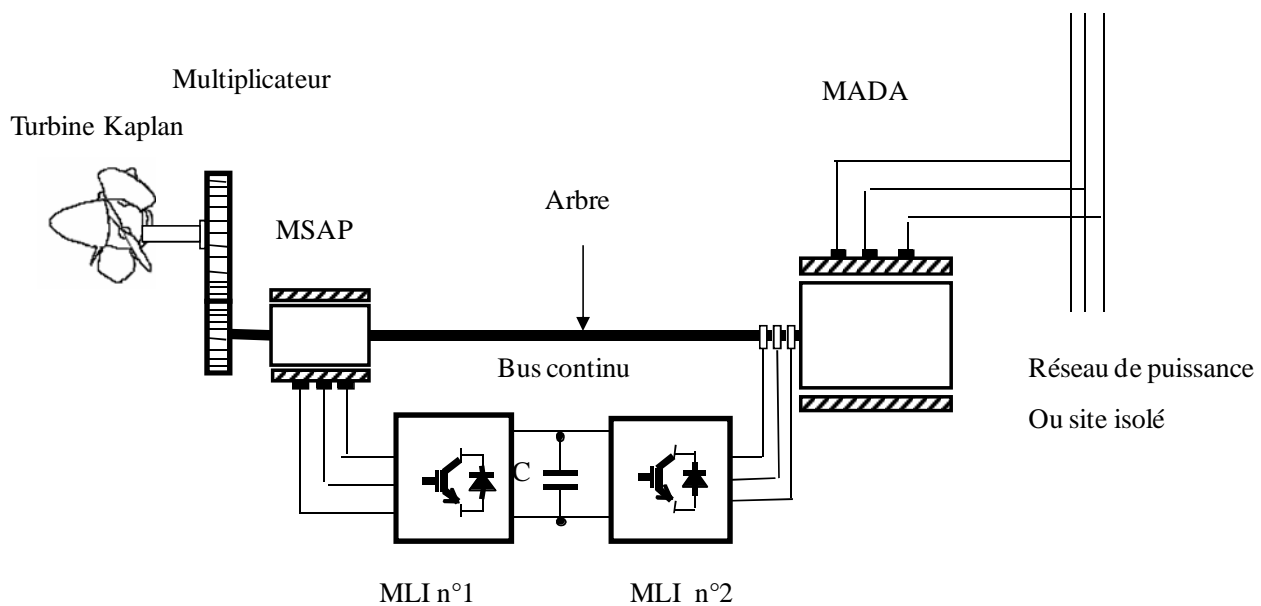 Multiplicateur
MADA
Turbine Kaplan
Arbre
MSAP
Bus continu
Réseau de puissance
Ou site isolé
C
MLI n°1
MLI n°2